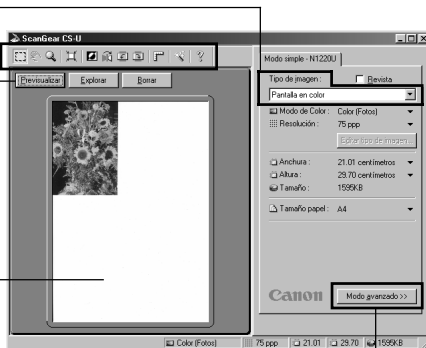 ScanGear CS-U
Modo simple - N1220U
Previsualizar Explorar Borrar
Tipo de imagen : Revista
Pantalla en color
Modo de Color : Color (Fotos)
Resolución : 75 ppp
Editar tipo de imagen...
Anchura : 21.01 centímetros
Altura : 29.70 centímetros
Tamaño : 1595KB
Tamaño papel : A4
Canon
Modo avanzado >>
Color (Fotos) 75 ppp 21.01 29.70 1595KB